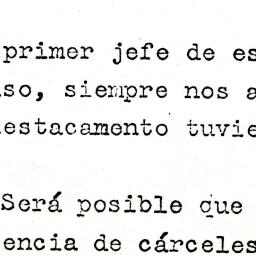 primer jefe de es
so, siempre nos a
estacamento tuvie
Será posible que
encia de cárceles